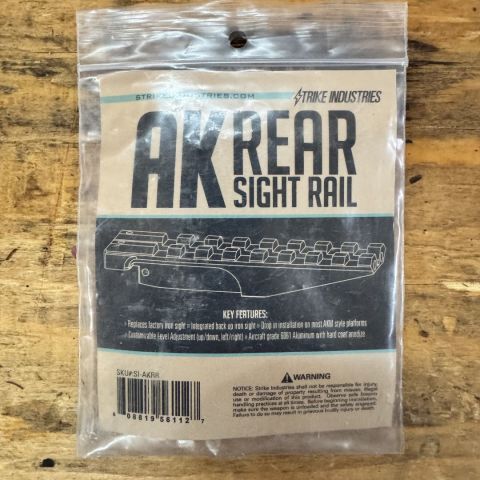 STRIKEINDUSTRIES.COM
STRIKE INDUSTRIES
AK REAR
SIGHT RAIL
KEY FEATURES:
• Replaces factory iron sight • Integrated back up iron sight • Drop in installation on most AKM style platforms
• Customizable Level Adjustment (up/down, left/right) • Aircraft grade 6061 Aluminum with hard coat anodize
SKU#:SI-AKRR
08819 56112 7
WARNING
NOTICE: Strike Industries shall not be responsible for injury,
death or damage of property resulting from misuse, illegal
use or modification of this product. Observe safe firearm
handling practices at all times. Before beginning installation,
make sure the weapon is unloaded and the safety engaged.
Failure to do so may result in grievous bodily injury or death.